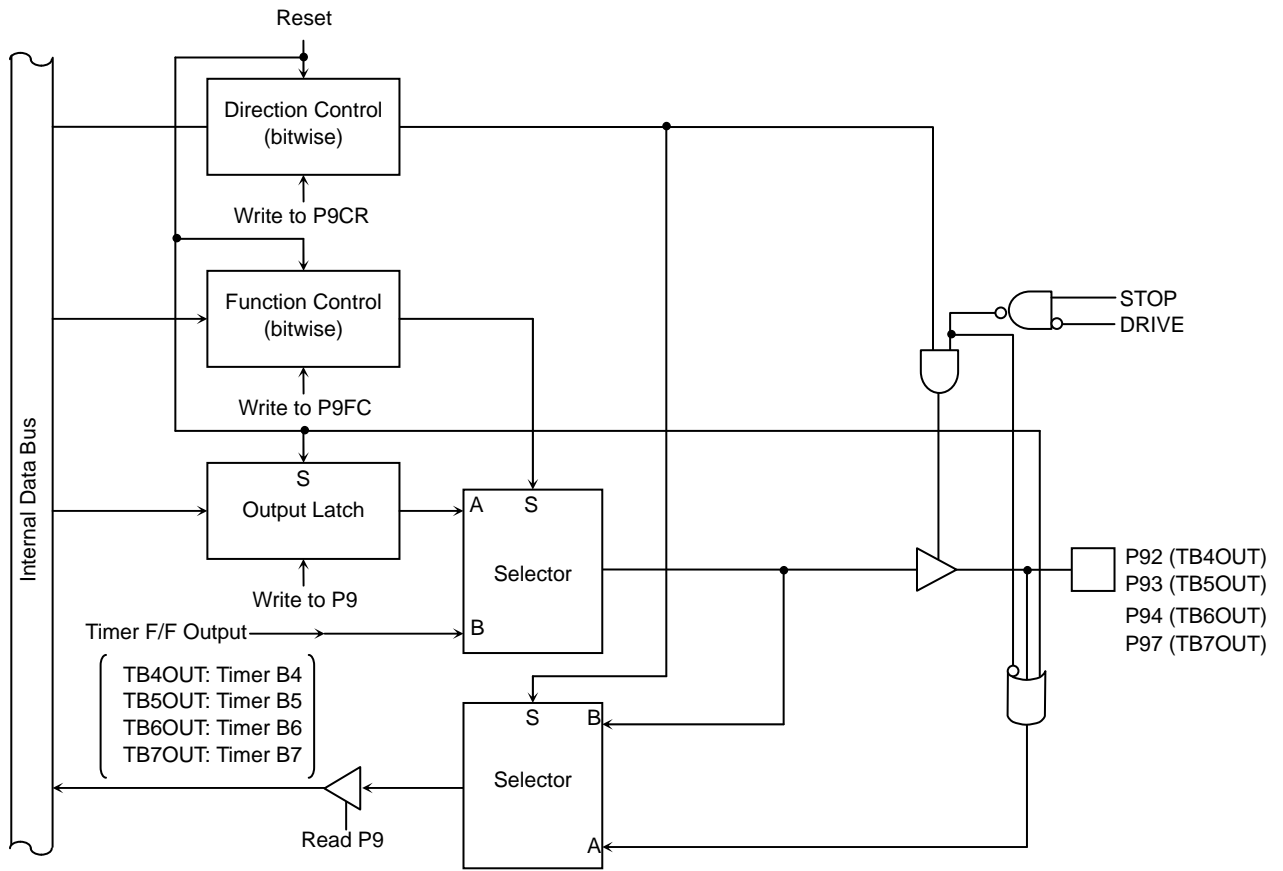 Reset
Direction Control
(bitwise)
Write to P9CR
Function Control
(bitwise)
STOP
DRIVE
Write to P9FC
Internal Data Bus
S
Output Latch
A
S
Selector
P92 (TB4OUT)
P93 (TB5OUT)
P94 (TB6OUT)
P97 (TB7OUT)
Write to P9
Timer F/F Output
B
TB4OUT: Timer B4
TB5OUT: Timer B5
TB6OUT: Timer B6
TB7OUT: Timer B7
S
B
Selector
A
Read P9